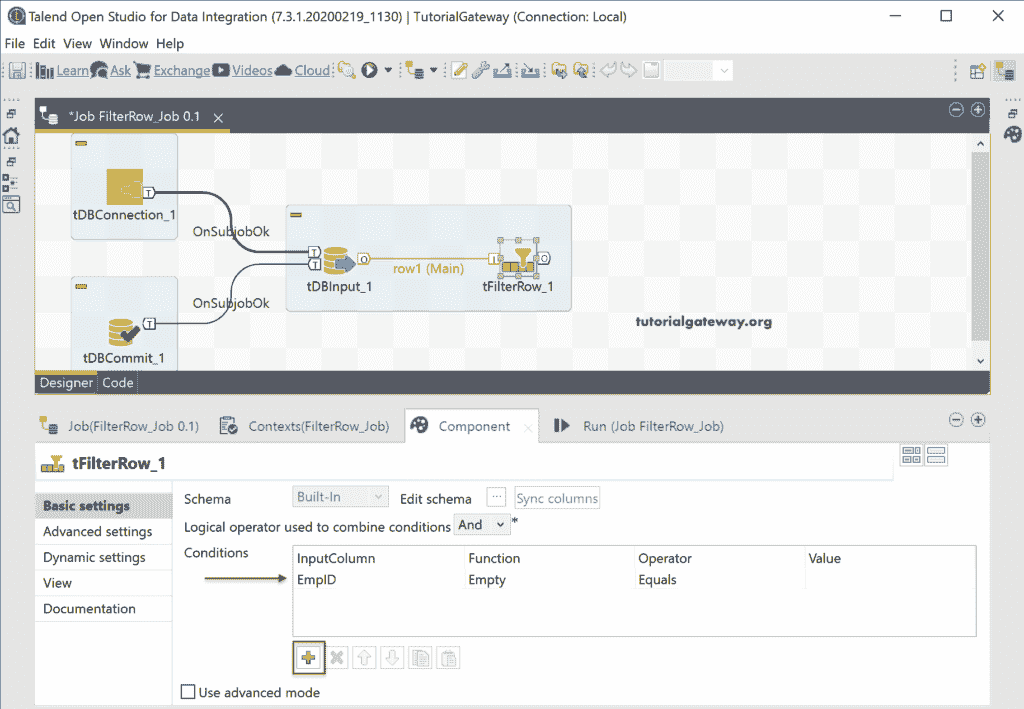 Talend Open Studio for Data Integration (7.3.1.20200219_1130) | TutorialGateway (Connection: Local)
File Edit View Window Help
Learn Ask Exchange Videos Cloud
*Job FilterRow_Job 0.1
T
tDBConnection_1
OnSubjobOk
T
T
O
row1 (Main)
I
O
tDBInput_1
tFilterRow_1
OnSubjobOk
T
tDBCommit_1
tutorialgateway.org
Designer Code
Job(FilterRow_Job 0.1) Contexts(FilterRow_Job) Component Run (Job FilterRow_Job)
tFilterRow_1
Basic settings
Advanced settings
Dynamic settings
View
Documentation
Schema Built-In Edit schema ... Sync columns
Logical operator used to combine conditions And *
Conditions
InputColumn Function Operator Value
EmpID Empty Equals
Use advanced mode